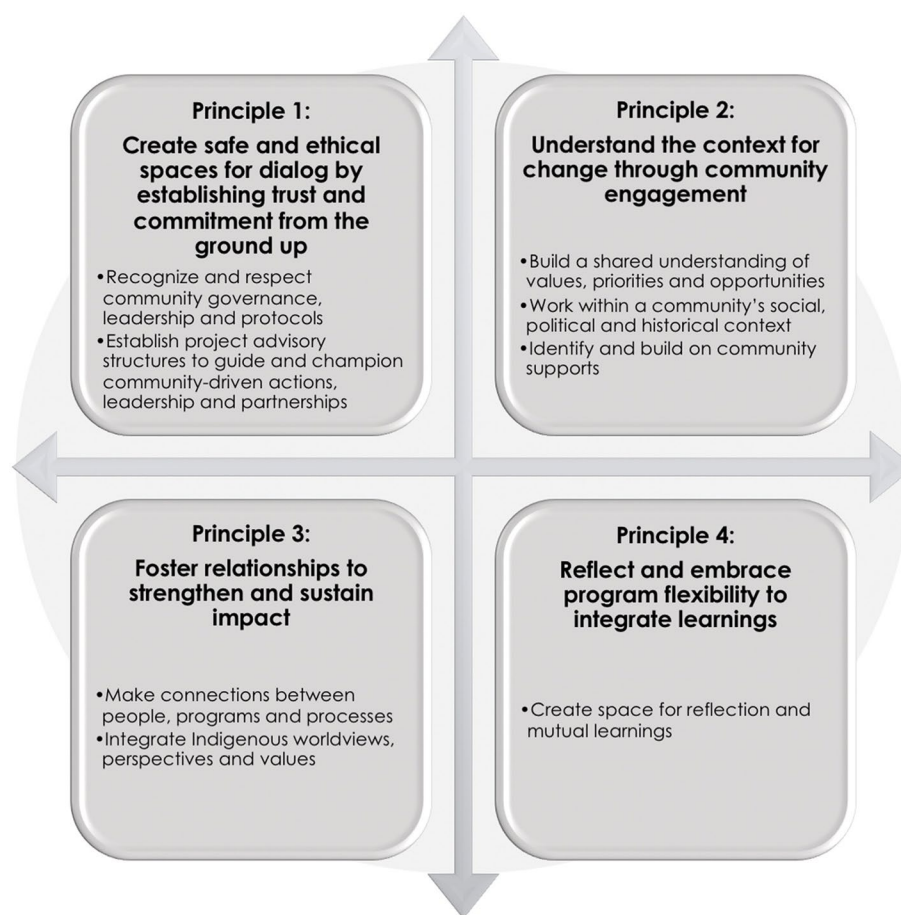 Principle 1:
Create safe and ethical
spaces for dialog by
establishing trust and
commitment from the
ground up
•Recognize and respect
community governance,
leadership and protocols
•Establish project advisory
structures to guide and champion
community-driven actions,
leadership and partnerships
Principle 2:
Understand the context for
change through community
engagement
•Build a shared understanding of
values, priorities and opportunities
•Work within a community's social,
political and historical context
•Identify and build on community
supports
Principle 3:
Foster relationships to
strengthen and sustain
impact
•Make connections between
people, programs and processes
•Integrate Indigenous worldviews,
perspectives and values
Principle 4:
Reflect and embrace
program flexibility to
integrate learnings
•Create space for reflection and
mutual learnings